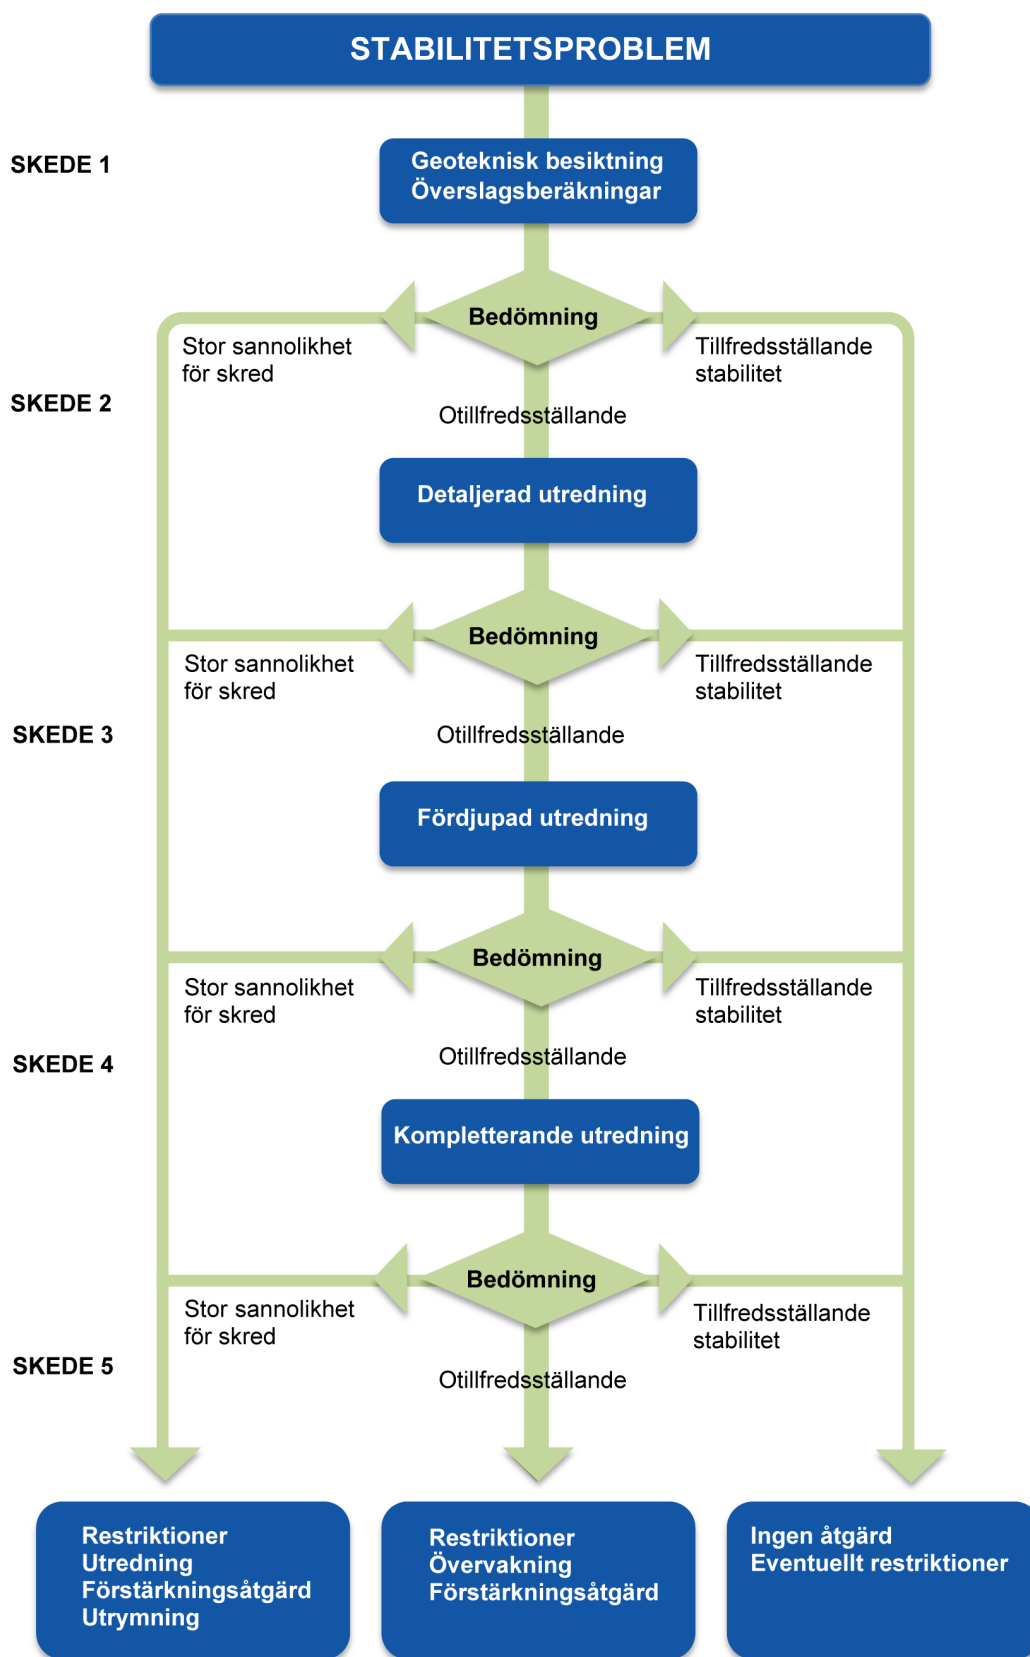 STABILITETSPROBLEM
SKEDE 1
Geoteknisk besiktning
Överslagsberäkningar
Bedömning
Stor sannolikhet
för skred
Tillfredsställande
stabilitet
SKEDE 2
Otillfredsställande
Detaljerad utredning
Bedömning
Stor sannolikhet
för skred
Tillfredsställande
stabilitet
SKEDE 3
Otillfredsställande
Fördjupad utredning
Bedömning
Stor sannolikhet
för skred
Tillfredsställande
stabilitet
SKEDE 4
Otillfredsställande
Kompletterande utredning
Bedömning
Stor sannolikhet
för skred
Tillfredsställande
stabilitet
SKEDE 5
Otillfredsställande
Restriktioner
Utredning
Förstärkningsåtgärd
Utrymning
Restriktioner
Övervakning
Förstärkningsåtgärd
Ingen åtgärd
Eventuellt restriktioner